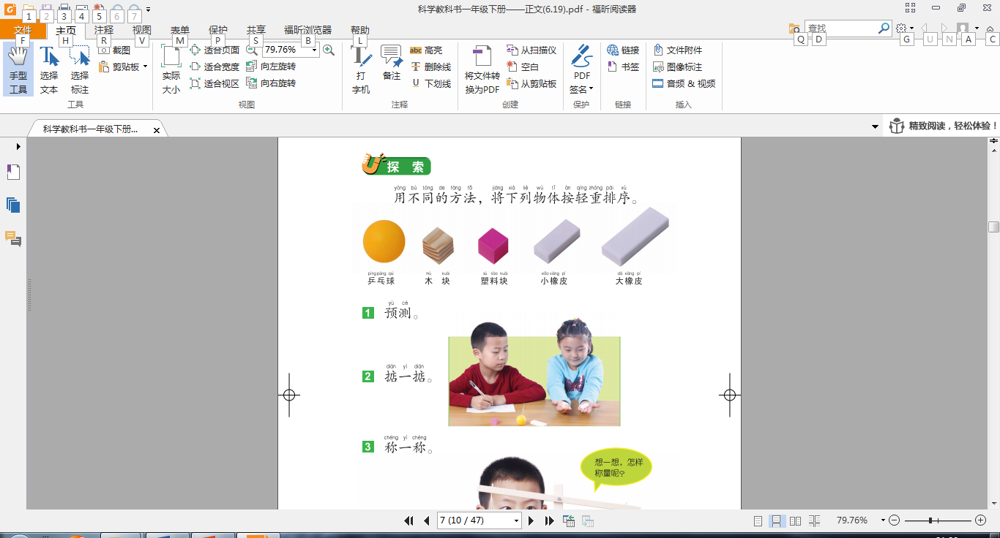 科学教科书一年级下册——正文(6.19).pdf - 福昕阅读器
1 2 3 4 5 6 7
文件 主页 注释 视图 表单 保护 共享 福昕浏览器 帮助
查找
F H R V M P S B L Q D G U N A C
手型
工具
选择
文本
选择
标注
截图
剪贴板
工具
实际
大小
适合页面
适合宽度
适合视区
79.76%
向左旋转
向右旋转
视图
打
字机
备注
abc 高亮
T 删除线
U 下划线
注释
将文件转
换为PDF
从扫描仪
空白
从剪贴板
创建
PDF
签名
保护
链接
书签
链接
文件附件
图像标注
音频 & 视频
插入
科学教科书一年级下册...
精致阅读，轻松体验！
探 索
yòng bù tóng de fāng fǎ jiāng xià liè wù tǐ àn qīng zhòng pái xù
用不同的方法，将下列物体按轻重排序。
pīng pāng qiú mù kuài sù liào kuài xiǎo xiàng pí dà xiàng pí
乒乓球 木 块 塑料块 小橡皮 大橡皮
yù cè
1 预测。
diān yì diān
2 掂一掂。
chēng yì chēng
3 称一称。
想一想，怎样
称量呢？
7 (10 / 47)
79.76%